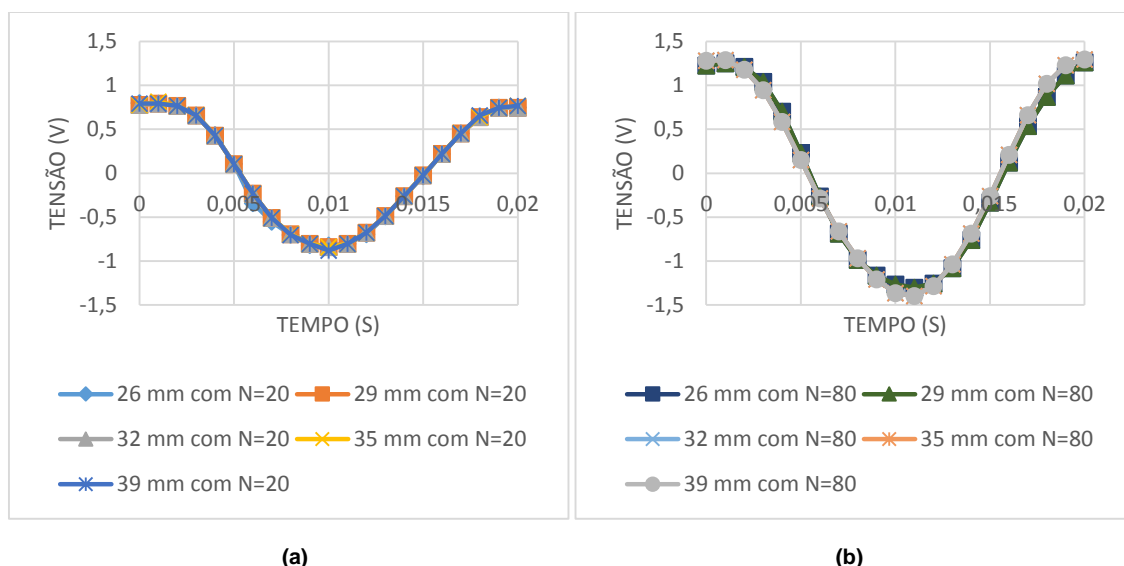 1,5
1
0,5
0
-0,5
-1
-1,5
0
0,005
0,01
0,015
0,02
TENSÃO (V)
TEMPO (S)
26 mm com N=20
29 mm com N=20
32 mm com N=20
35 mm com N=20
39 mm com N=20
(a)
1,5
1
0,5
0
-0,5
-1
-1,5
0
0,005
0,01
0,015
0,02
TENSÃO (V)
TEMPO (S)
26 mm com N=80
29 mm com N=80
32 mm com N=80
35 mm com N=80
39 mm com N=80
(b)